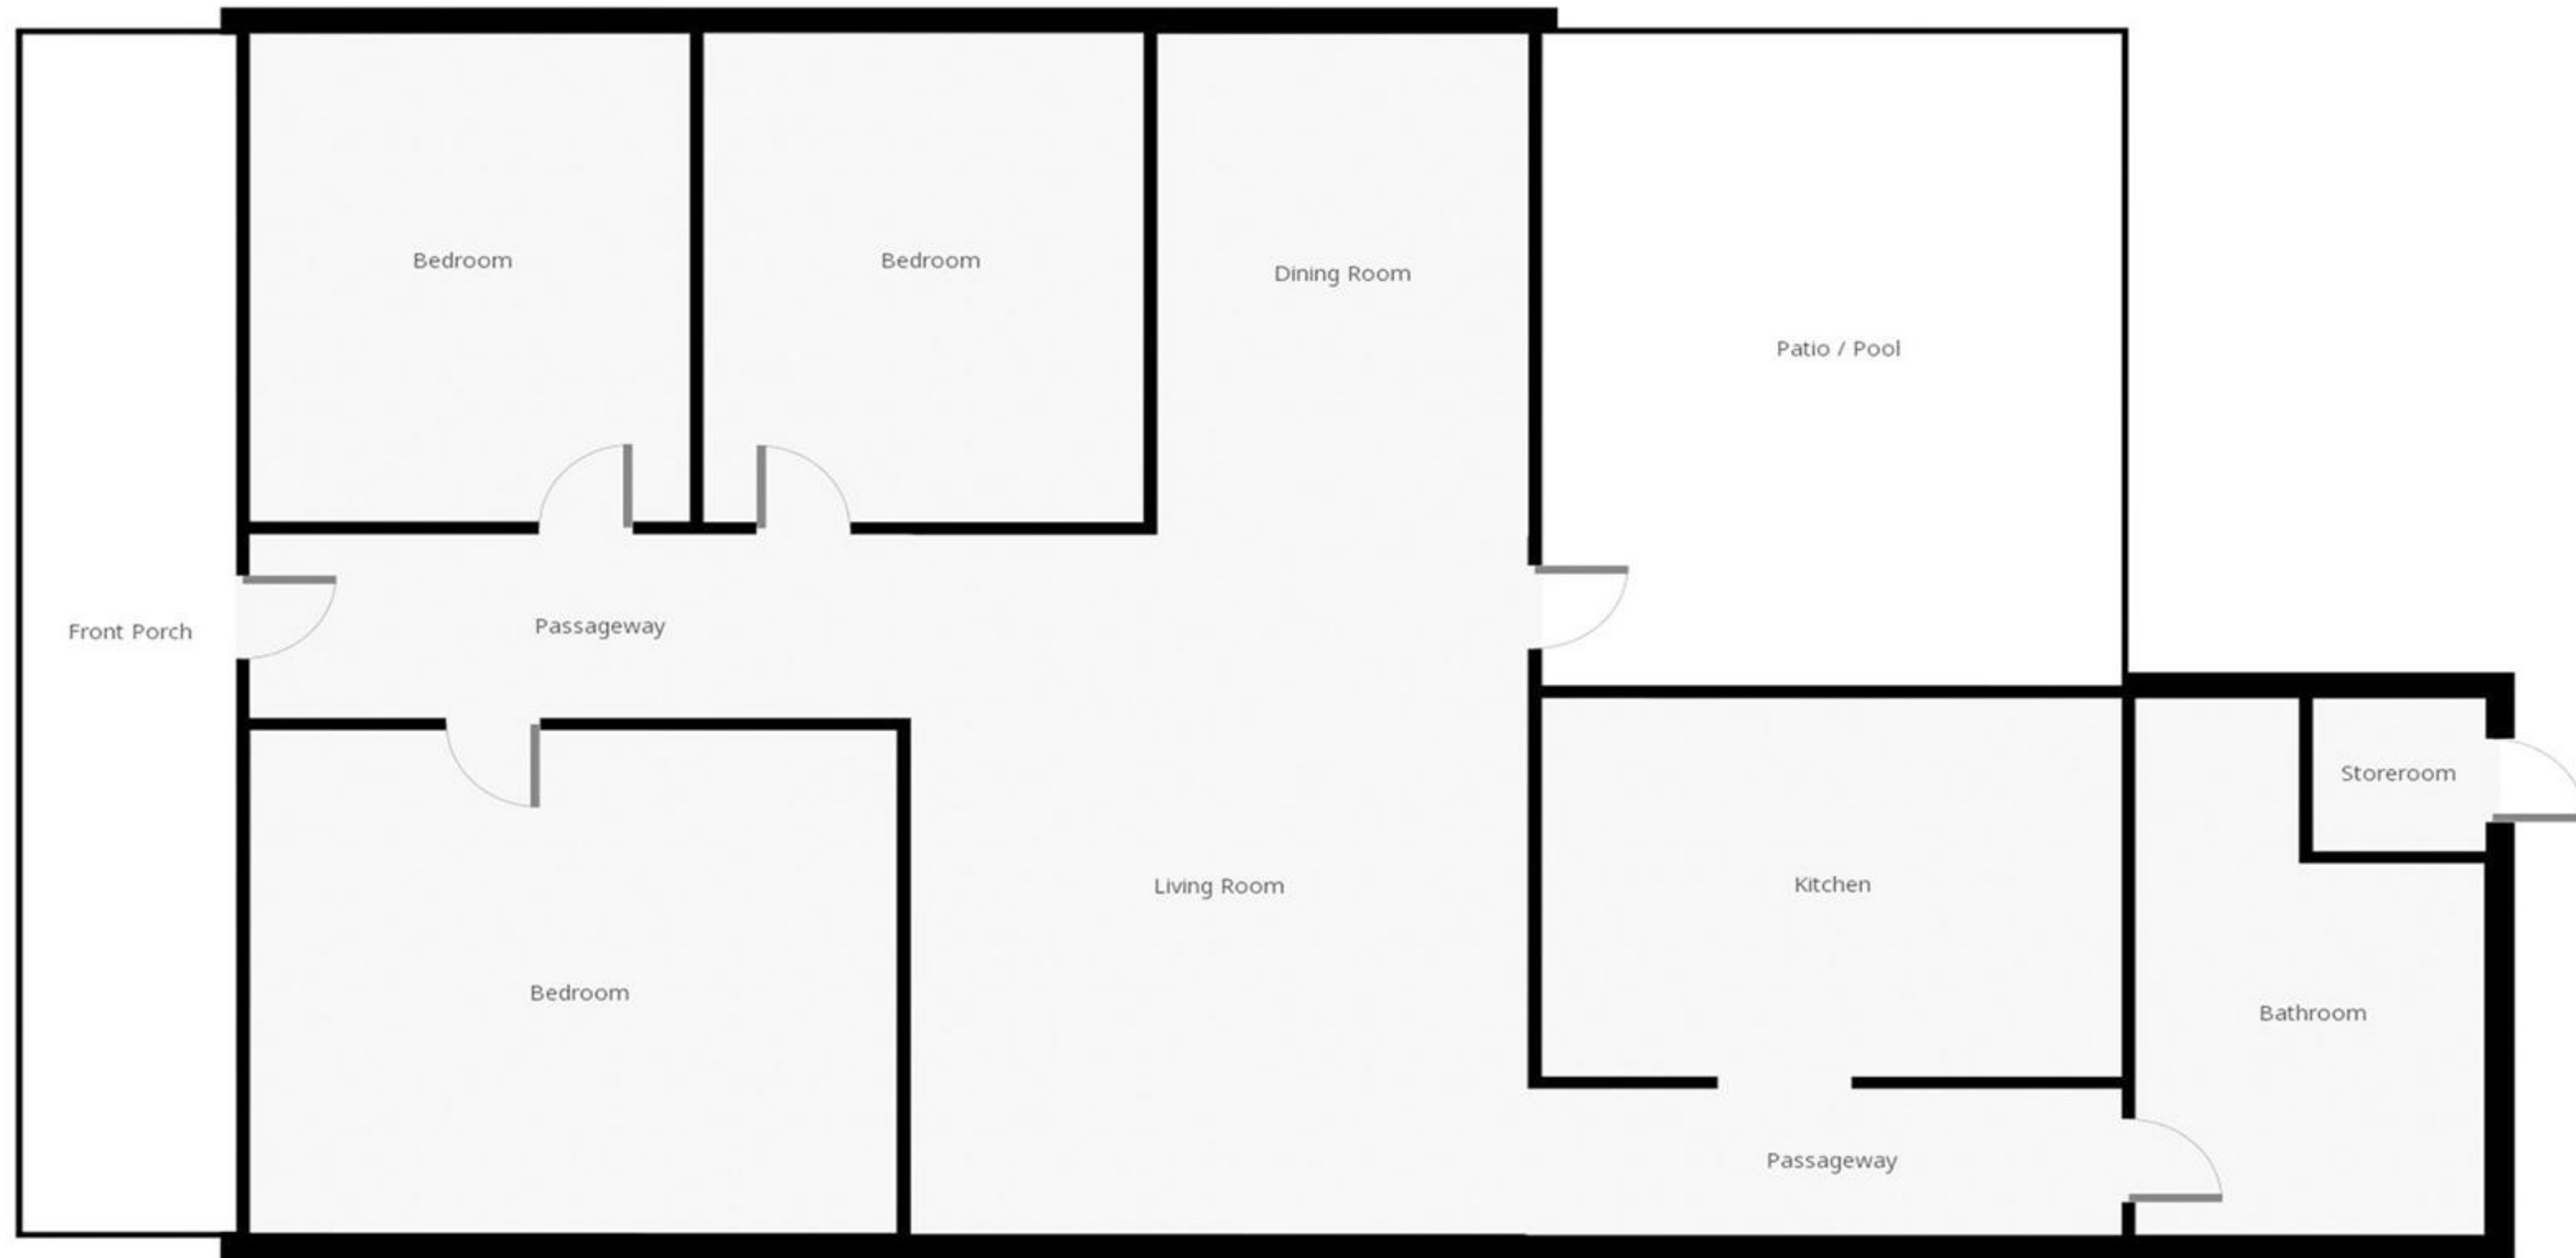 Bedroom
Bedroom
Dining Room
Patio / Pool
Front Porch
Passageway
Storeroom
Living Room
Kitchen
Bedroom
Bathroom
Passageway